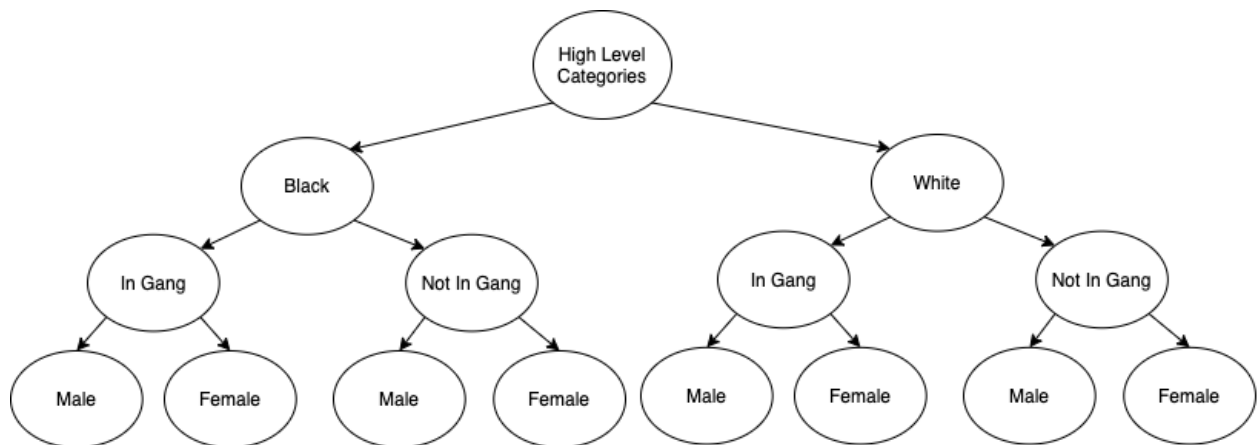 High Level
Categories
Black
White
In Gang
Not In Gang
In Gang
Not In Gang
Male
Female
Male
Female
Male
Female
Male
Female